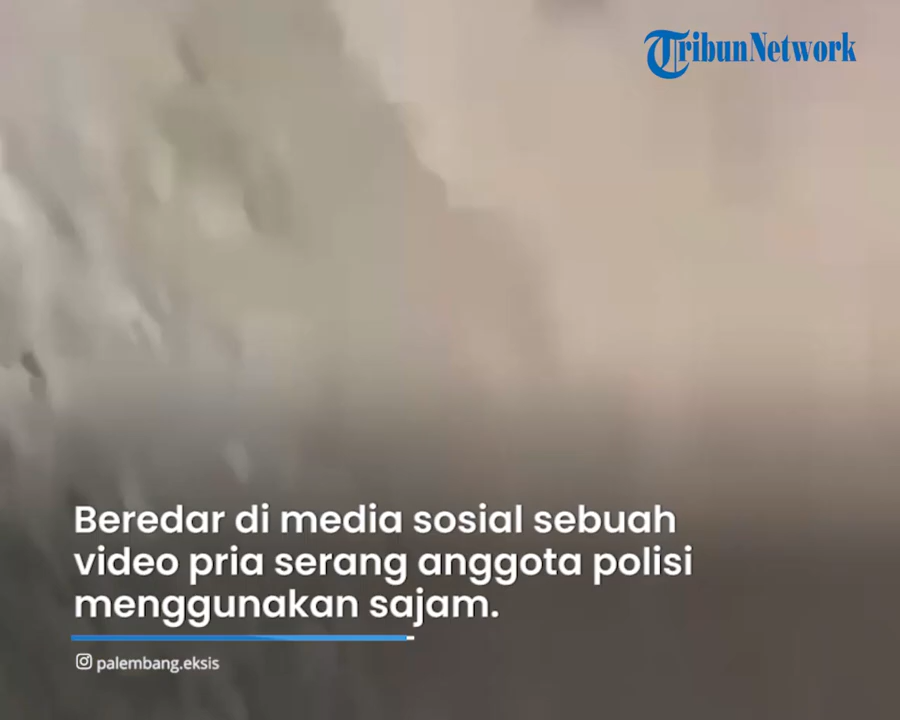 TribunNetwork
Beredar di media sosial sebuah
video pria serang anggota polisi
menggunakan sajam.
palembang.eksis